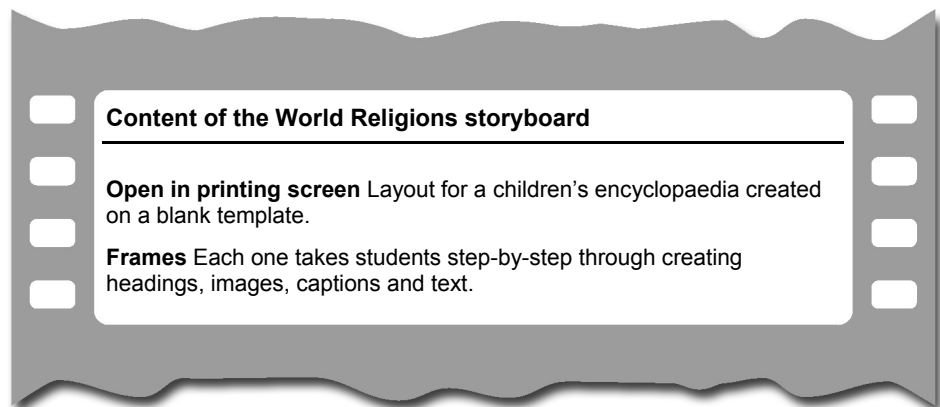 Content of the World Religions storyboard
Open in printing screen Layout for a children’s encyclopaedia created
on a blank template.
Frames Each one takes students step-by-step through creating
headings, images, captions and text.